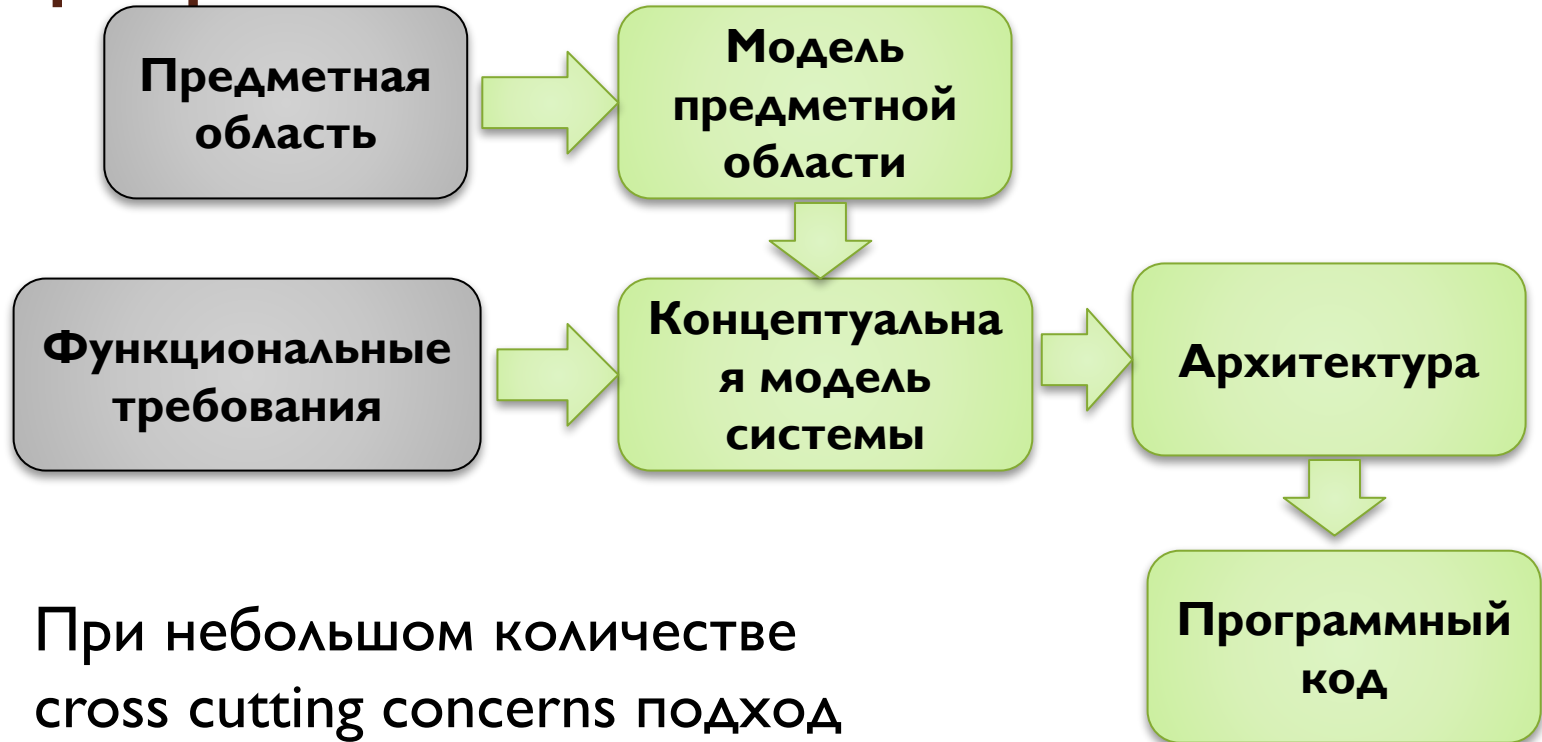 Предметная
область
Модель
предметной
области
Функциональные
требования
Концептуальна
я модель
системы
Архитектура
Программный
код
При небольшом количестве
cross cutting concerns подход